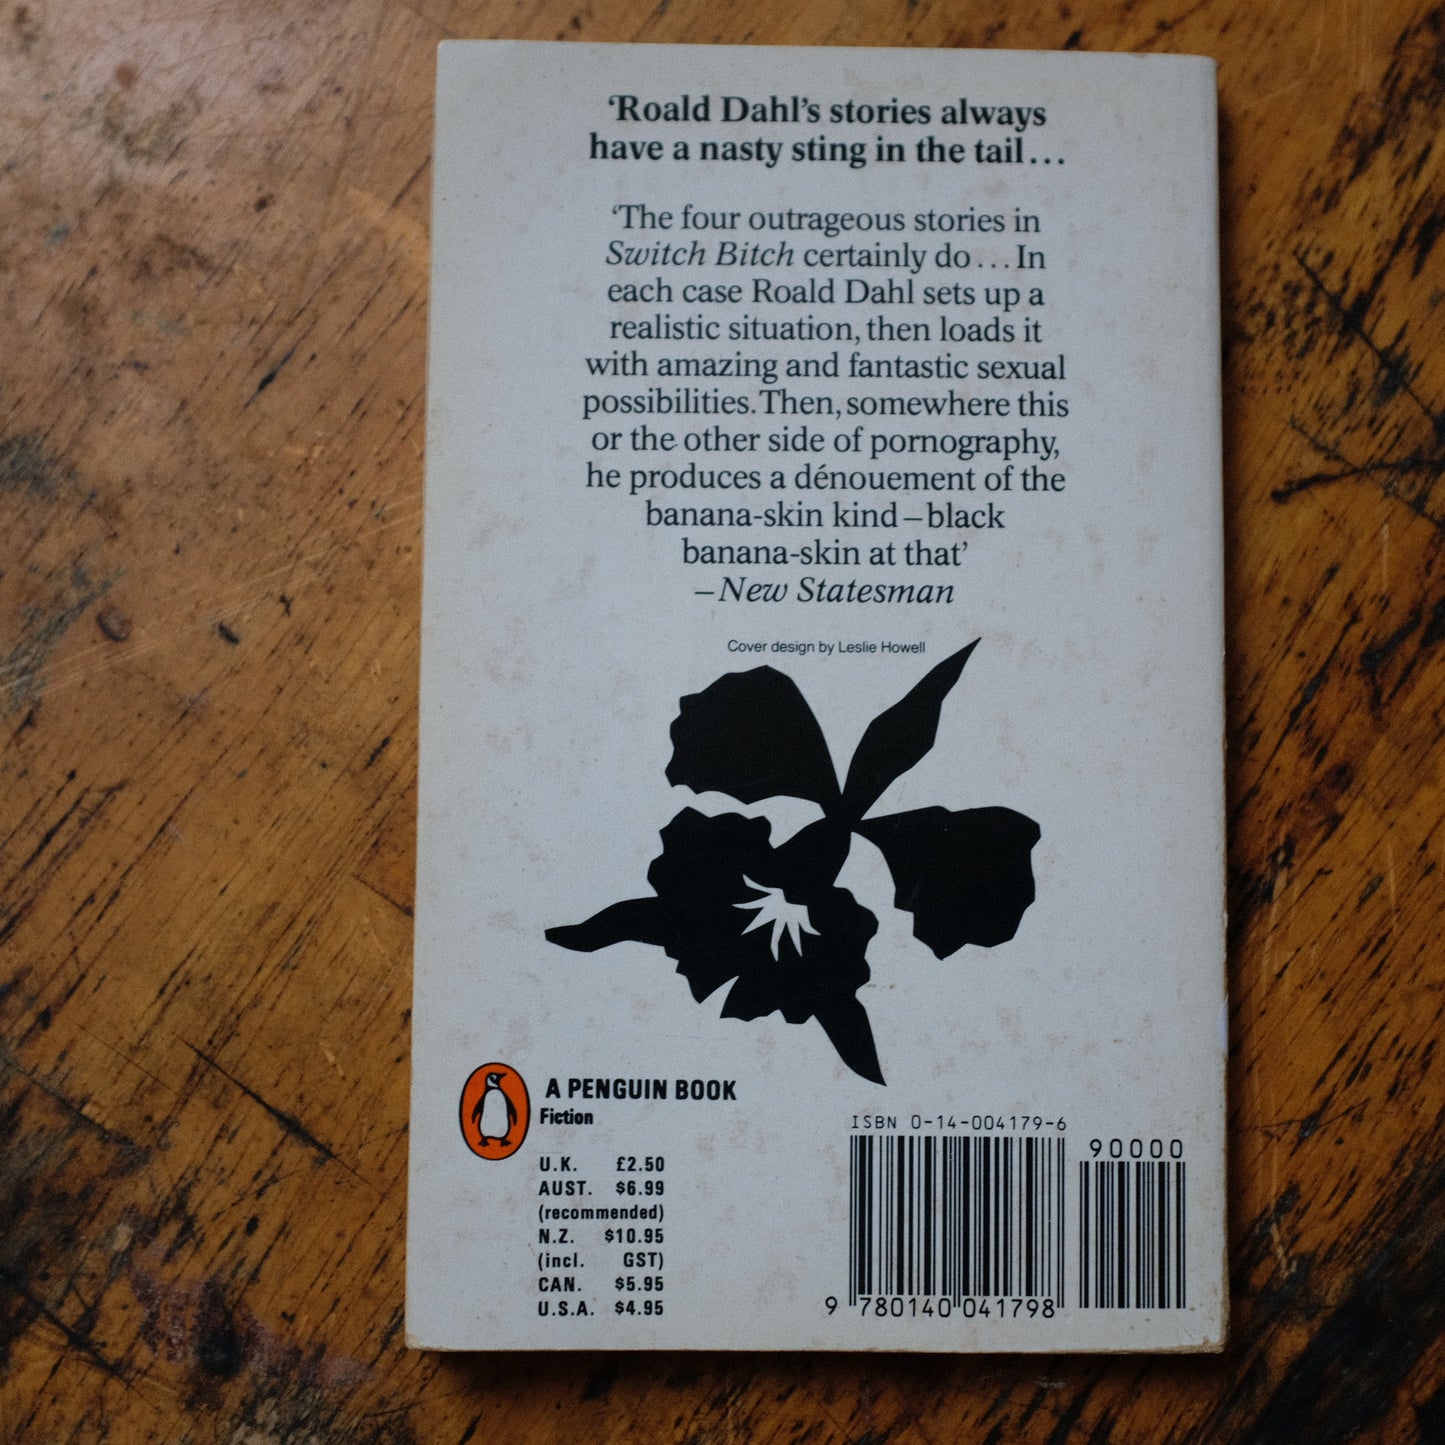 ‘Roald Dahl’s stories always
have a nasty sting in the tail...
‘The four outrageous stories in
Switch Bitch certainly do...In
each case Roald Dahl sets up a
realistic situation, then loads it
with amazing and fantastic sexual
possibilities. Then, somewhere this
or the other side of pornography,
he produces a dénouement of the
banana-skin kind – black
banana-skin at that’
– New Statesman
Cover design by Leslie Howell
A PENGUIN BOOK
Fiction
U.K. £2.50
AUST. $6.99
(recommended)
N.Z. $10.95
(incl. GST)
CAN. $5.95
U.S.A. $4.95
ISBN 0-14-004179-6
90000
9 780140 041798